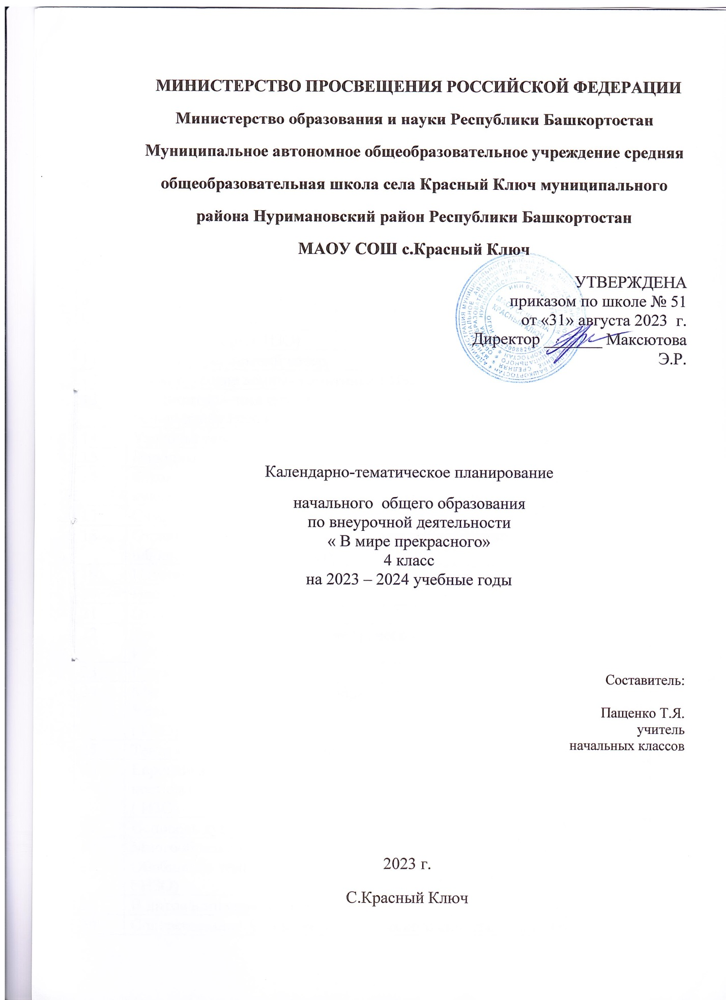 МИНИСТЕРСТВО ПРОСВЕЩЕНИЯ РОССИЙСКОЙ ФЕДЕРАЦИИ
Министерство образования и науки Республики Башкортостан
Муниципальное автономное общеобразовательное учреждение средняя
общеобразовательная школа села Красный Ключ муниципального
района Нуримановский район Республики Башкортостан
МАОУ СОШ с.Красный Ключ
УТВЕРЖДЕНА
приказом по школе № 51
от «31» августа 2023 г.
Директор ________ Максютова
Э.Р.
Календарно-тематическое планирование
начального общего образования
по внеурочной деятельности
« В мире прекрасного»
4 класс
на 2023 – 2024 учебные годы
Составитель:
Пащенко Т.Я.
учитель
начальных классов
2023 г.
С.Красный Ключ